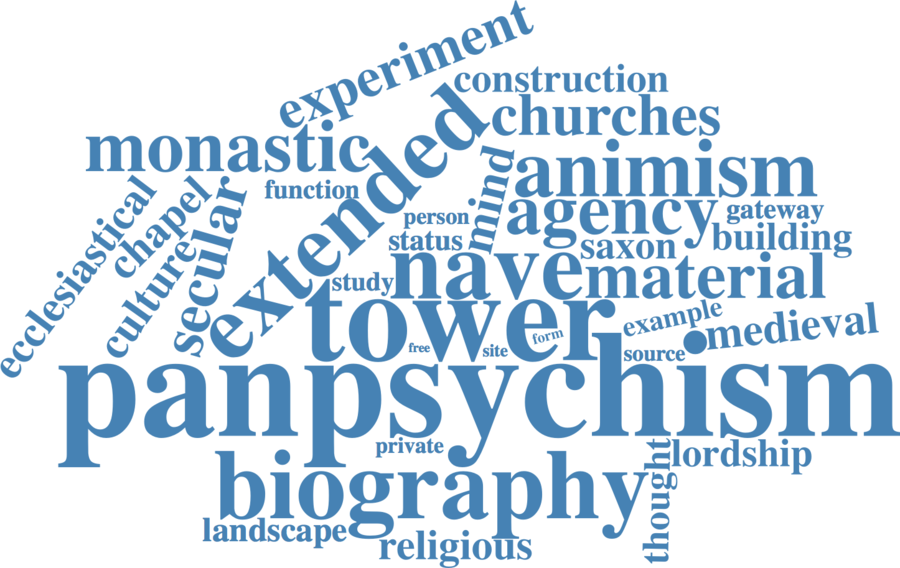 experiment
construction
churches
monastic
extended
function
mind
animism
ecclesiastical
chapel
culture
secular
person
agency
gateway
status
saxon
building
study
nave
material
tower
free
site
form
example
medieval
source
panpsychism
private
biography
thought
lordship
landscape
religious